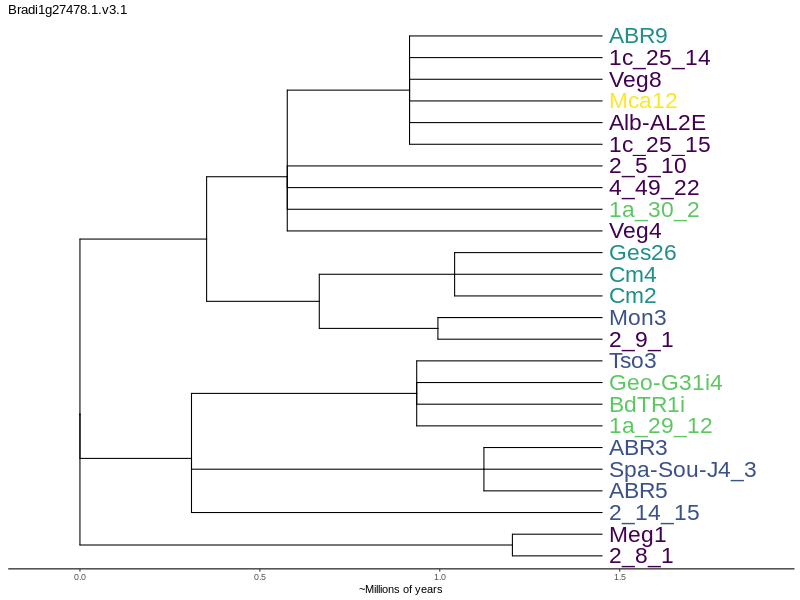 Bradi1g27478.1.v3.1
ABR9
1c_25_14
Veg8
Mca12
Alb-AL2E
1c_25_15
2_5_10
4_49_22
1a_30_2
Veg4
Ges26
Cm4
Cm2
Mon3
2_9_1
Tso3
Geo-G31i4
BdTR1i
1a_29_12
ABR3
Spa-Sou-J4_3
ABR5
2_14_15
Meg1
2_8_1
0.0 0.5 1.0 1.5
~Millions of years